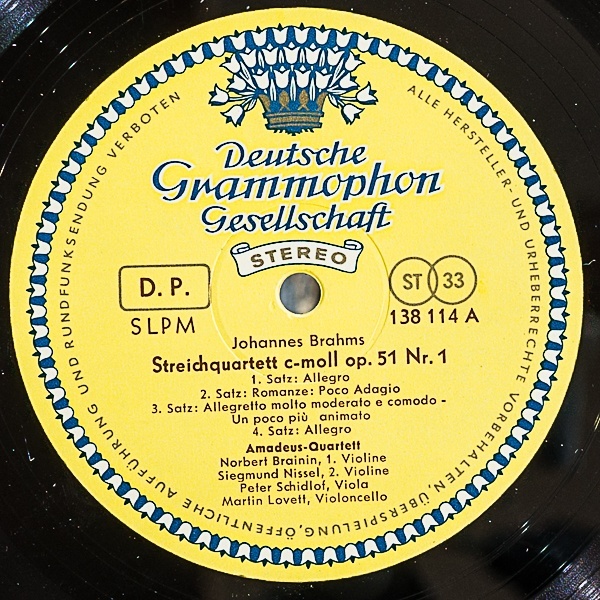 Deutsche
Grammophon
Gesellschaft
STEREO
D. P.
ST 33
SLPM
138 114 A
Johannes Brahms
Streichquartett c-moll op. 51 Nr. 1
1. Satz: Allegro
2. Satz: Romanze: Poco Adagio
3. Satz: Allegretto molto moderato e comodo -
Un poco più animato
4. Satz: Allegro
Amadeus-Quartett
Norbert Brainin, 1. Violine
Siegmund Nissel, 2. Violine
Peter Schidlof, Viola
Martin Lovett, Violoncello
ALLE HERSTELLER- UND URHEBERRECHTE VORBEHALTEN, ÜBERSPIELUNG, ÖFFENTLICHE AUFFÜHRUNG UND RUNDFUNKSENDUNG VERBOTEN